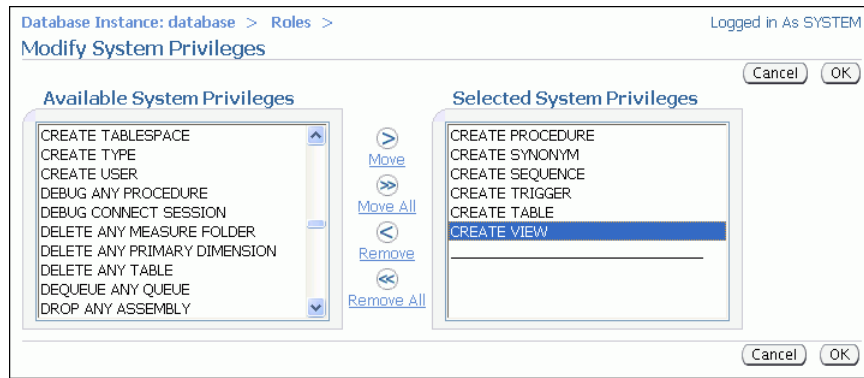 Database Instance: database > Roles >
Logged in As SYSTEM
Modify System Privileges
Cancel OK
Available System Privileges
CREATE TABLESPACE
CREATE TYPE
CREATE USER
DEBUG ANY PROCEDURE
DEBUG CONNECT SESSION
DELETE ANY MEASURE FOLDER
DELETE ANY PRIMARY DIMENSION
DELETE ANY TABLE
DEQUEUE ANY QUEUE
DROP ANY ASSEMBLY
Move
Move All
Remove
Remove All
Selected System Privileges
CREATE PROCEDURE
CREATE SYNONYM
CREATE SEQUENCE
CREATE TRIGGER
CREATE TABLE
CREATE VIEW
Cancel OK